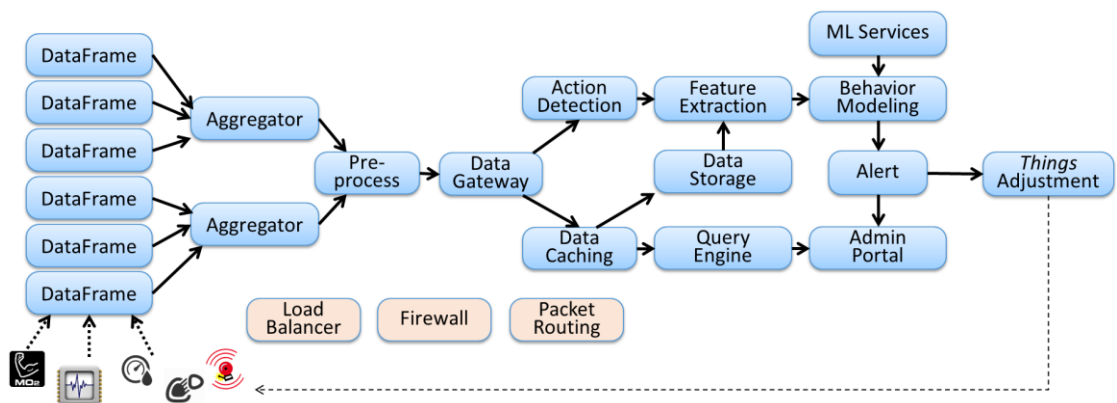 ML Services
DataFrame
DataFrame
DataFrame
DataFrame
DataFrame
DataFrame
Aggregator
Aggregator
Pre-
process
Data
Gateway
Action
Detection
Feature
Extraction
Behavior
Modeling
Data
Storage
Alert
Things
Adjustment
Data
Caching
Query
Engine
Admin
Portal
Load
Balancer
Firewall
Packet
Routing
MO2